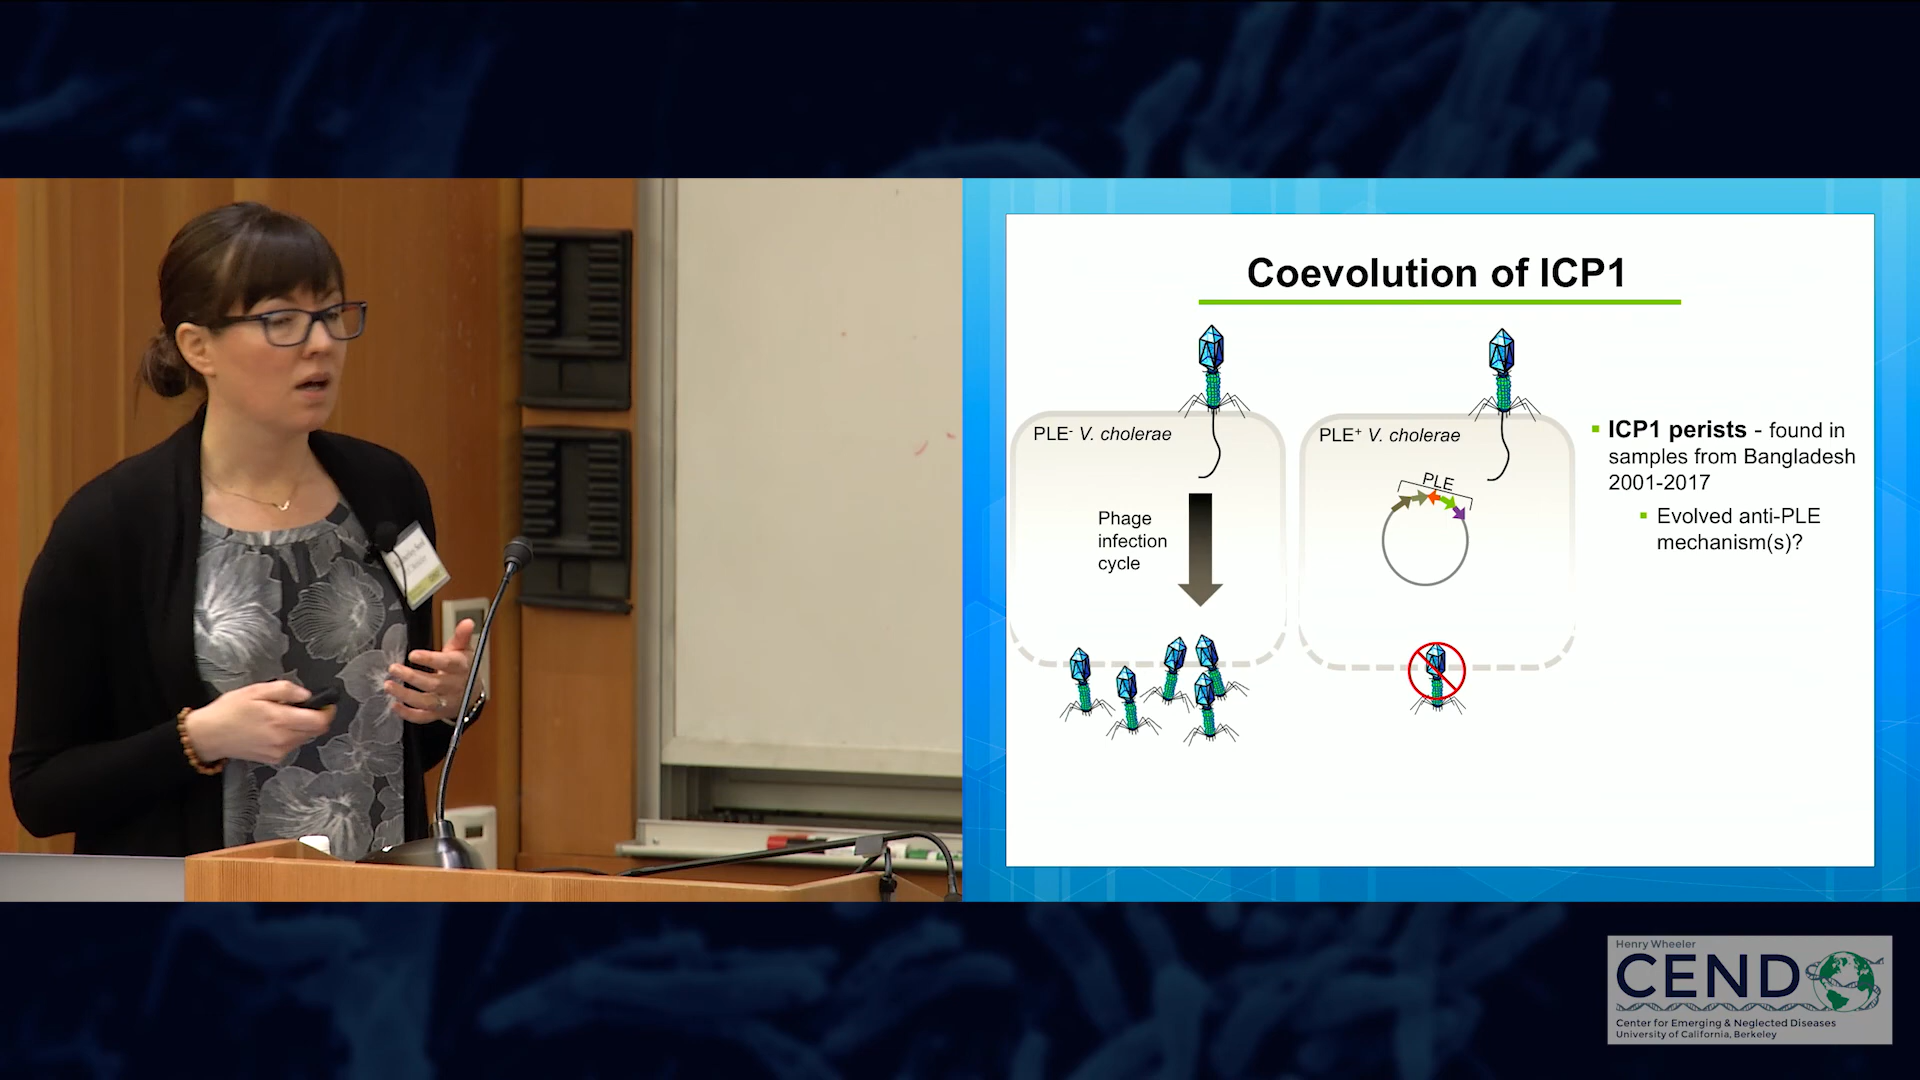 Coevolution of ICP1
PLE- V. cholerae
Phage
infection
cycle
PLE+ V. cholerae
PLE
ICP1 perists - found in
samples from Bangladesh
2001-2017
Evolved anti-PLE
mechanism(s)?
Henry Wheeler
CEND
Center for Emerging & Neglected Diseases
University of California, Berkeley